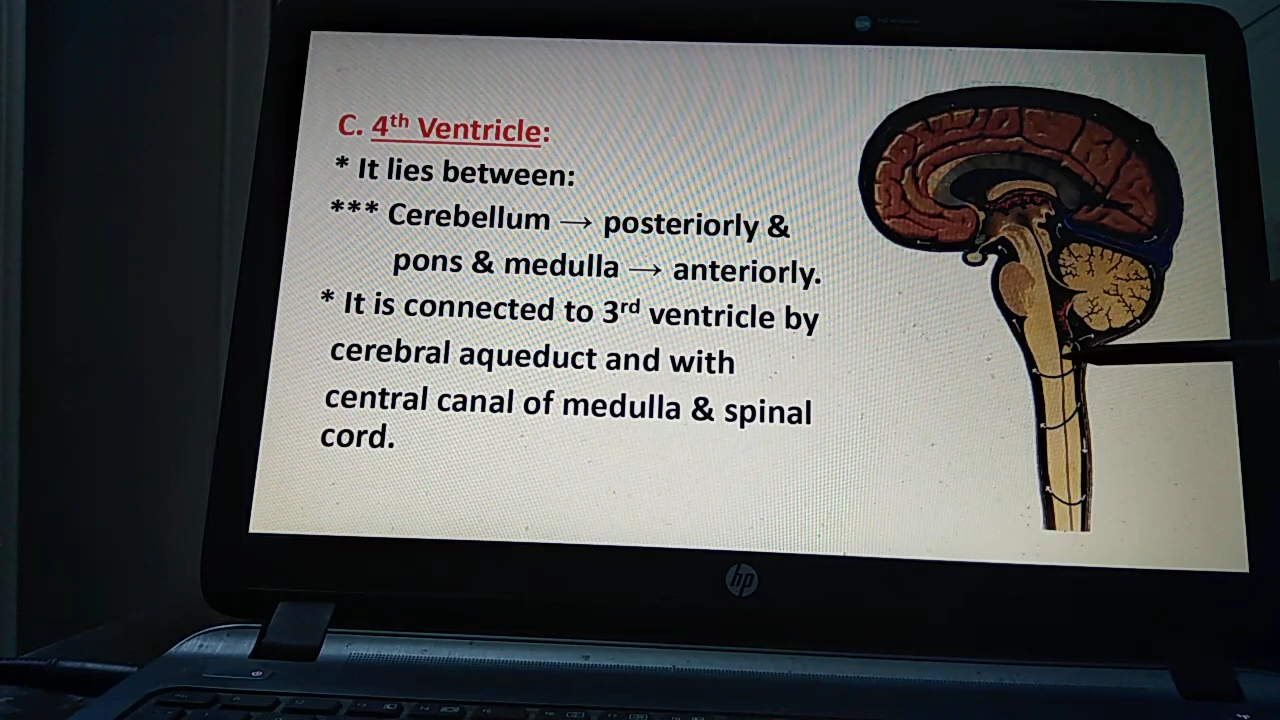 C. 4th Ventricle:
* It lies between:
*** Cerebellum → posteriorly &
pons & medulla → anteriorly.
* It is connected to 3rd ventricle by
cerebral aqueduct and with
central canal of medulla & spinal
cord.
hp